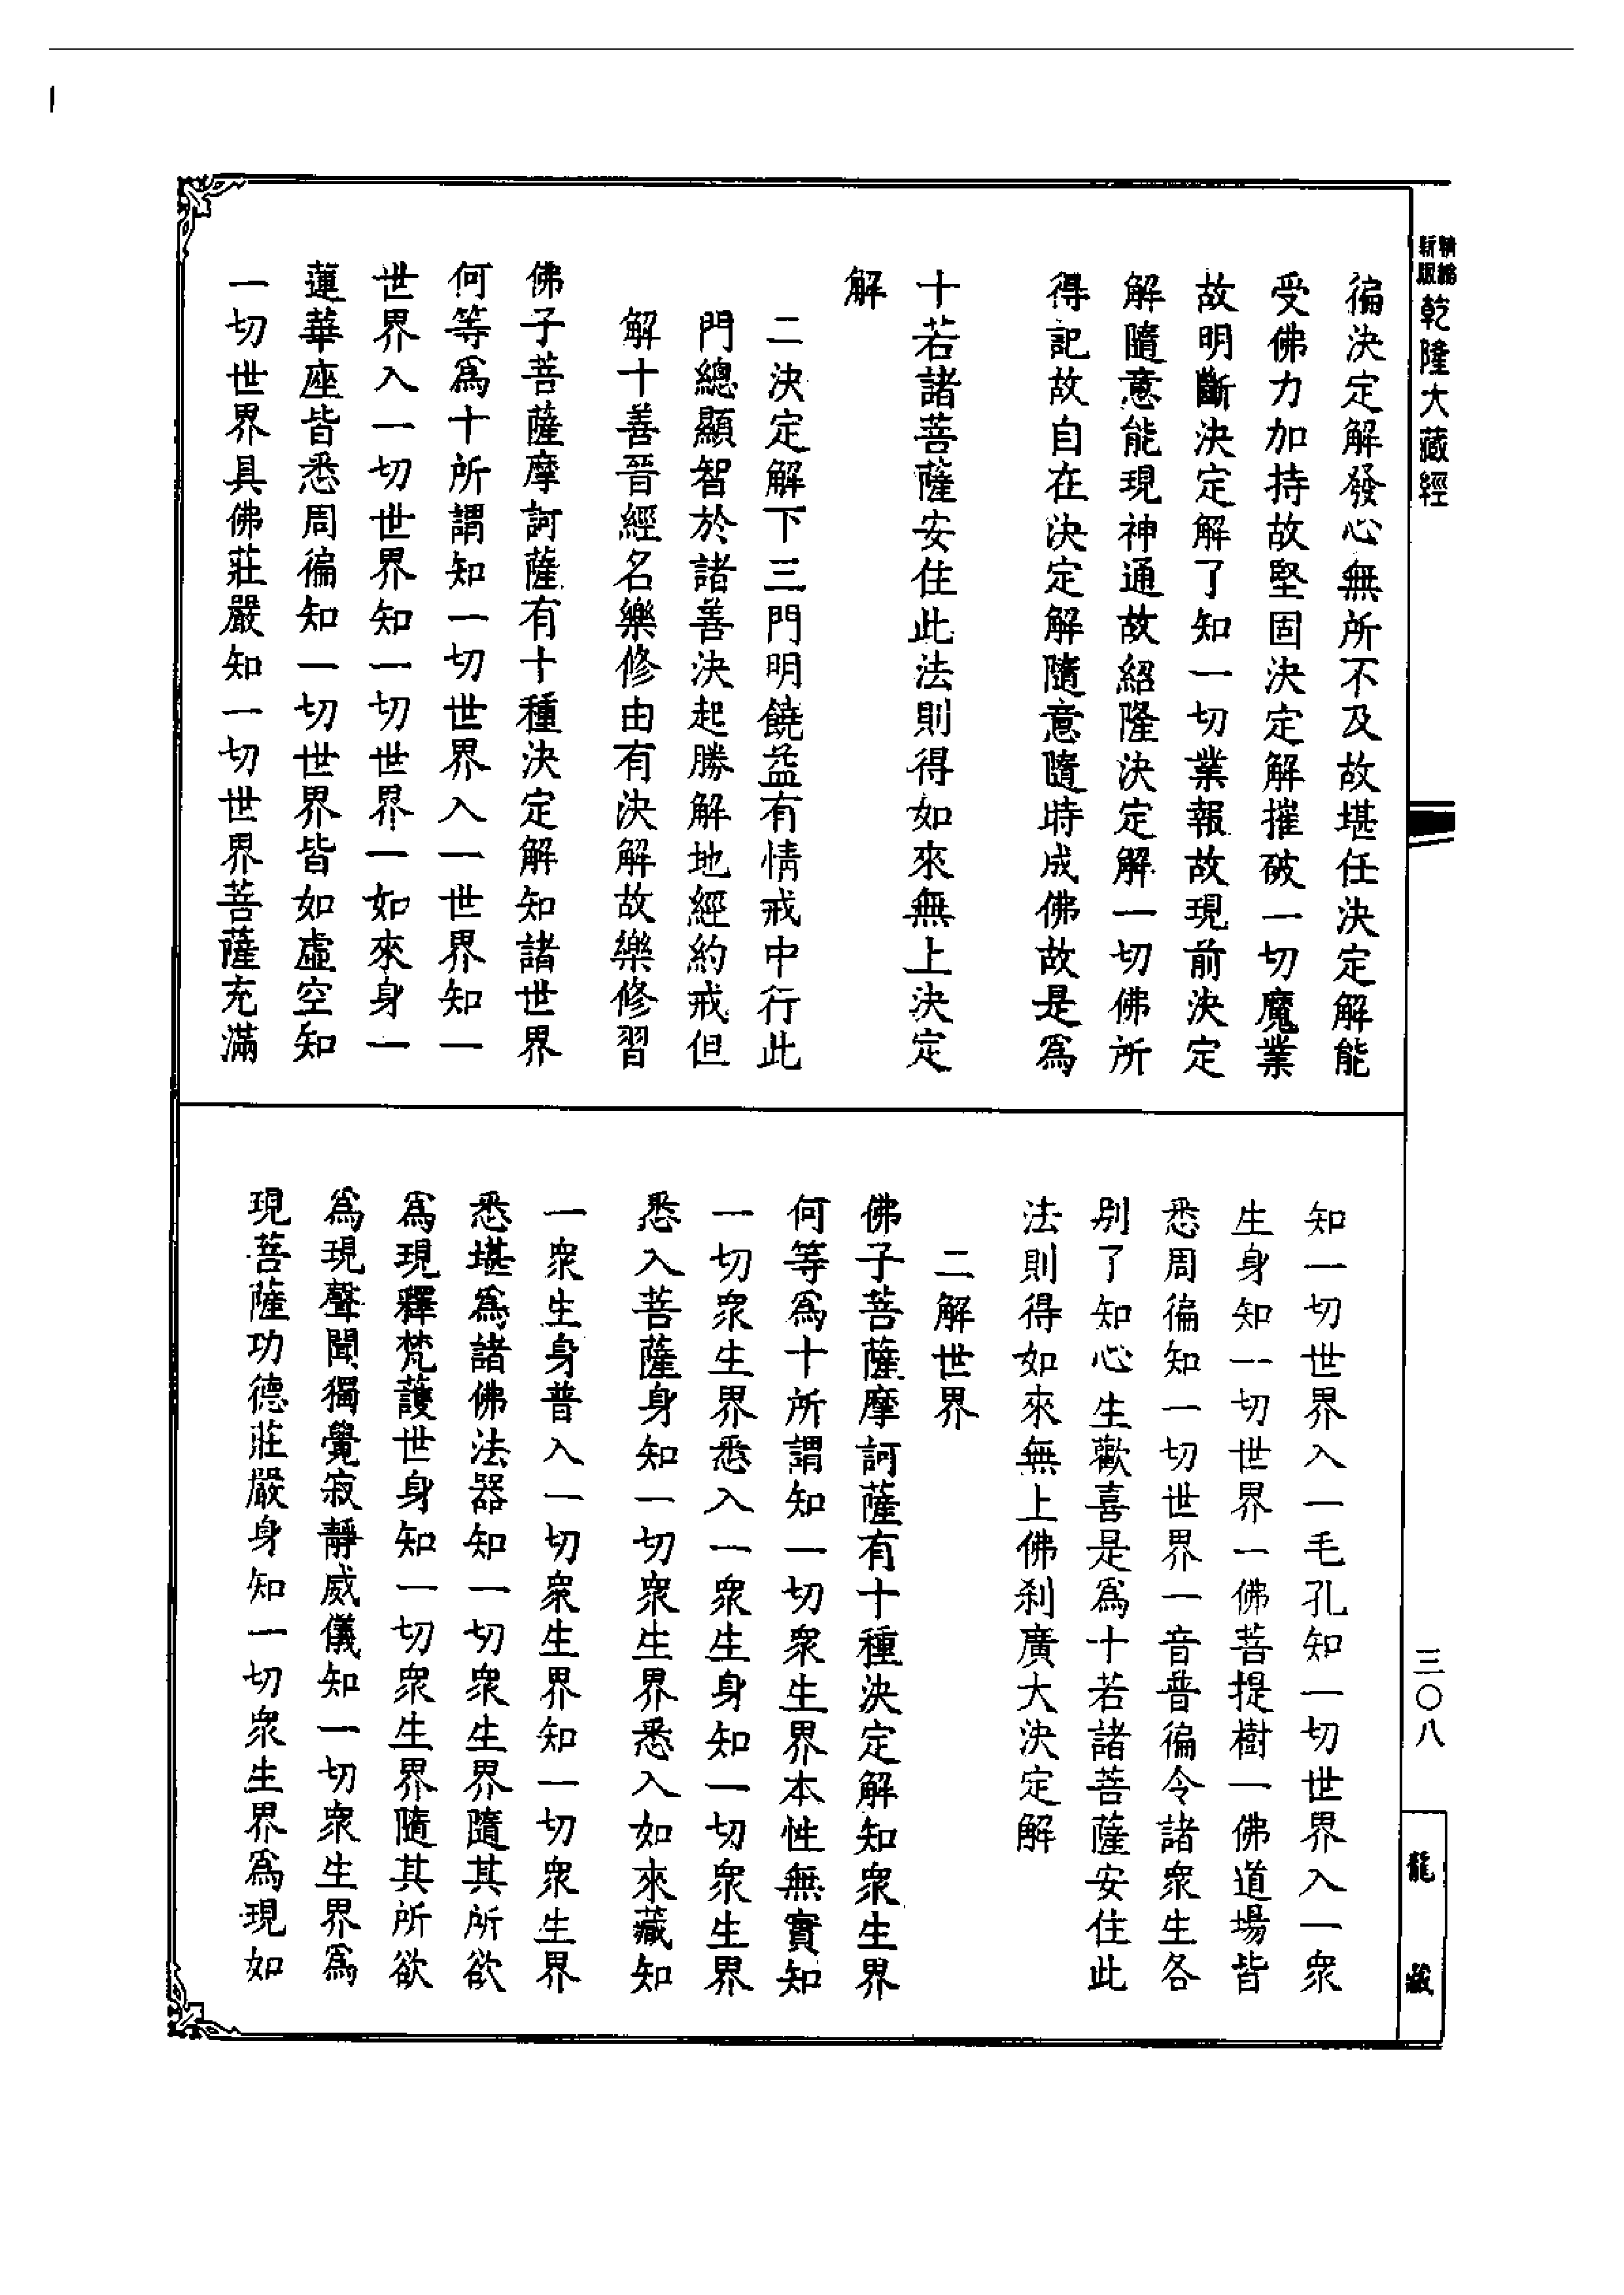 新版精縮乾隆大藏經
徧決定解發心無所不及故堪任決定解能
受佛力加持故堅固決定解摧破一切魔業
故明斷決定解了知一切業報故現前決定
解隨意能現神通故紹隆決定解一切佛所
得記故自在決定解隨意隨時成佛故是爲
十若諸菩薩安住此法則得如來無上決定
解
二決定解下三門明饒益有情戒中行此
門總顯智於諸善決起勝解地經約戒但
解十善晉經名樂修由有決解故樂修習
佛子菩薩摩訶薩有十種決定解知諸世界
何等爲十所謂知一切世界入一世界知一
世界入一切世界知一切世界一如來身一
蓮華座皆悉周徧知一切世界皆如虛空知
一切世界具佛莊嚴知一切世界菩薩充滿
知一切世界入一毛孔知一切世界入一衆
生身知一切世界一佛菩提樹一佛道場皆
悉周徧知一切世界一音普徧令諸衆生各
別了知心生歡喜是爲十若諸菩薩安住此
法則得如來無上佛刹廣大決定解
二解世界
佛子菩薩摩訶薩有十種決定解知衆生界
何等爲十所謂知一切衆生界本性無實知
一切衆生界悉入一衆生身知一切衆生界
悉入菩薩身知一切衆生界悉入如來藏知
一衆生身普入一切衆生界知一切衆生界
悉堪爲諸佛法器知一切衆生界隨其所欲
爲現釋梵護世身知一切衆生界隨其所欲
爲現聲聞獨覺寂靜威儀知一切衆生界爲
現菩薩功德莊嚴身知一切衆生界爲現如
三〇八
龍藏